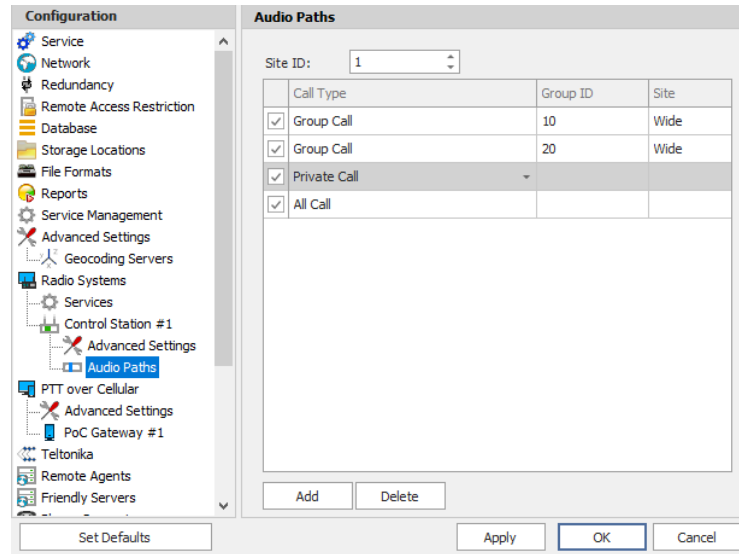 Configuration
Service
Network
Redundancy
Remote Access Restriction
Database
Storage Locations
File Formats
Reports
Service Management
Advanced Settings
Geocoding Servers
Radio Systems
Services
Control Station #1
Advanced Settings
Audio Paths
PTT over Cellular
Advanced Settings
PoC Gateway #1
Teltonika
Remote Agents
Friendly Servers
Set Defaults
Audio Paths
Site ID: 1
Call Type Group ID Site
Group Call 10 Wide
Group Call 20 Wide
Private Call
All Call
Add Delete
Apply OK Cancel